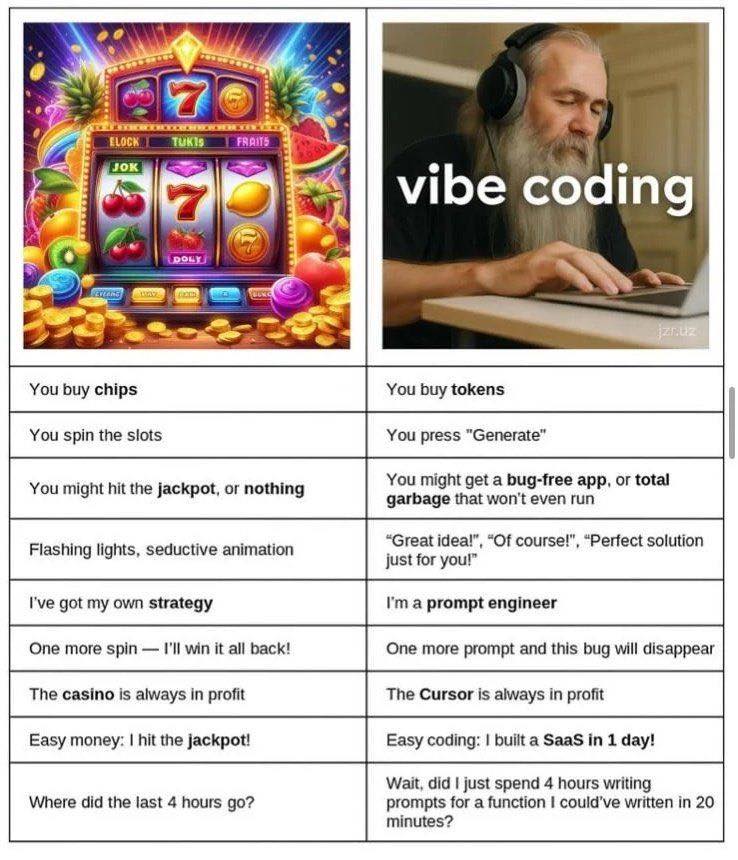 ELOCK TUKIS FRAITS
JOK
DOLY
vibe coding
jzr.uz
You buy chips
You buy tokens
You spin the slots
You press "Generate"
You might hit the jackpot, or nothing
You might get a bug-free app, or total
garbage that won’t even run
Flashing lights, seductive animation
“Great idea!”, “Of course!”, “Perfect solution
just for you!”
I’ve got my own strategy
I’m a prompt engineer
One more spin — I’ll win it all back!
One more prompt and this bug will disappear
The casino is always in profit
The Cursor is always in profit
Easy money: I hit the jackpot!
Easy coding: I built a SaaS in 1 day!
Where did the last 4 hours go?
Wait, did I just spend 4 hours writing
prompts for a function I could’ve written in 20
minutes?